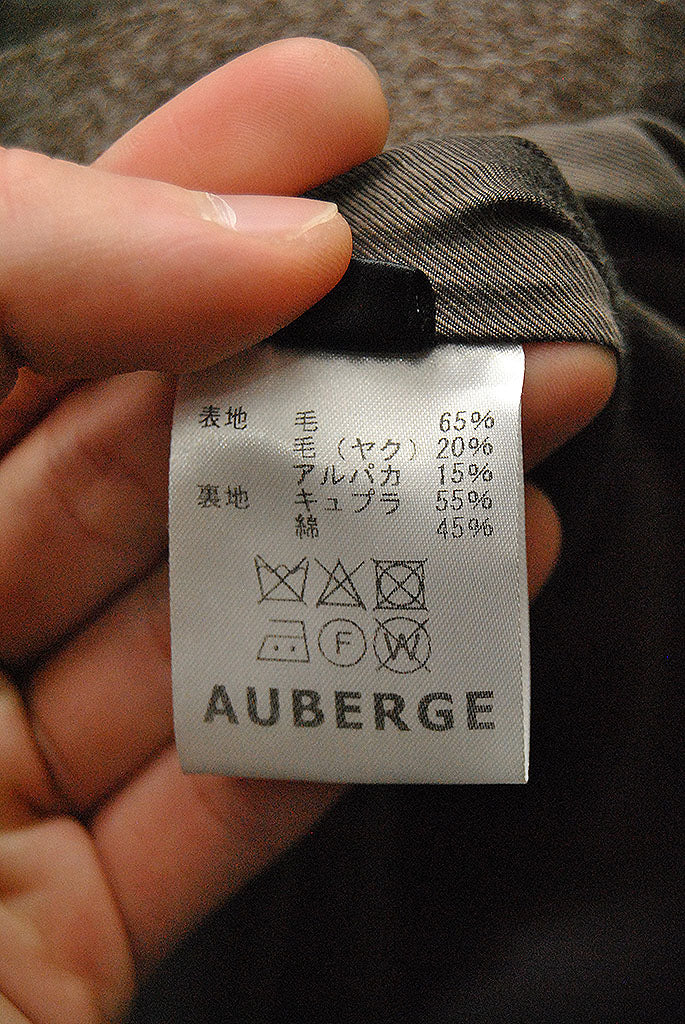 表地 毛 65%
毛（ヤク） 20%
アルパカ 15%
裏地 キュプラ 55%
綿 45%
F W
AUBERGE